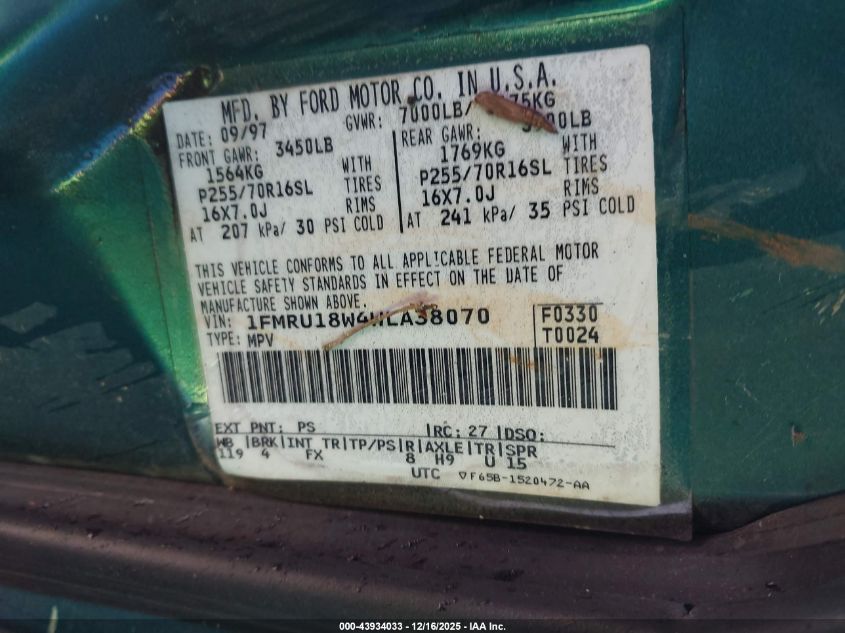 MFD. BY FORD MOTOR CO. IN U.S.A.
DATE: 09/97 GVWR: 7000LB/ 75KG
FRONT GAWR: 3450LB
1564KG WITH
P255/70R16SL TIRES
16X7.0J RIMS
AT 207 kPa/ 30 PSI COLD
REAR GAWR: 00LB
1769KG WITH
P255/70R16SL TIRES
16X7.0J RIMS
AT 241 kPa/ 35 PSI COLD
THIS VEHICLE CONFORMS TO ALL APPLICABLE FEDERAL MOTOR
VEHICLE SAFETY STANDARDS IN EFFECT ON THE DATE OF
MANUFACTURE SHOWN ABOVE.
VIN: 1FMRU18W4WLA38070 F0330
TYPE: MPV T0024
EXT PNT: PS RC: 27 DSO:
WB BRK INT TR TP/PS R AXLE TR SPR
119 4 FX 8 H9 U 15
UTC ▽F65B-1520472-AA
000-43934033 - 12/16/2025 - IAA Inc.